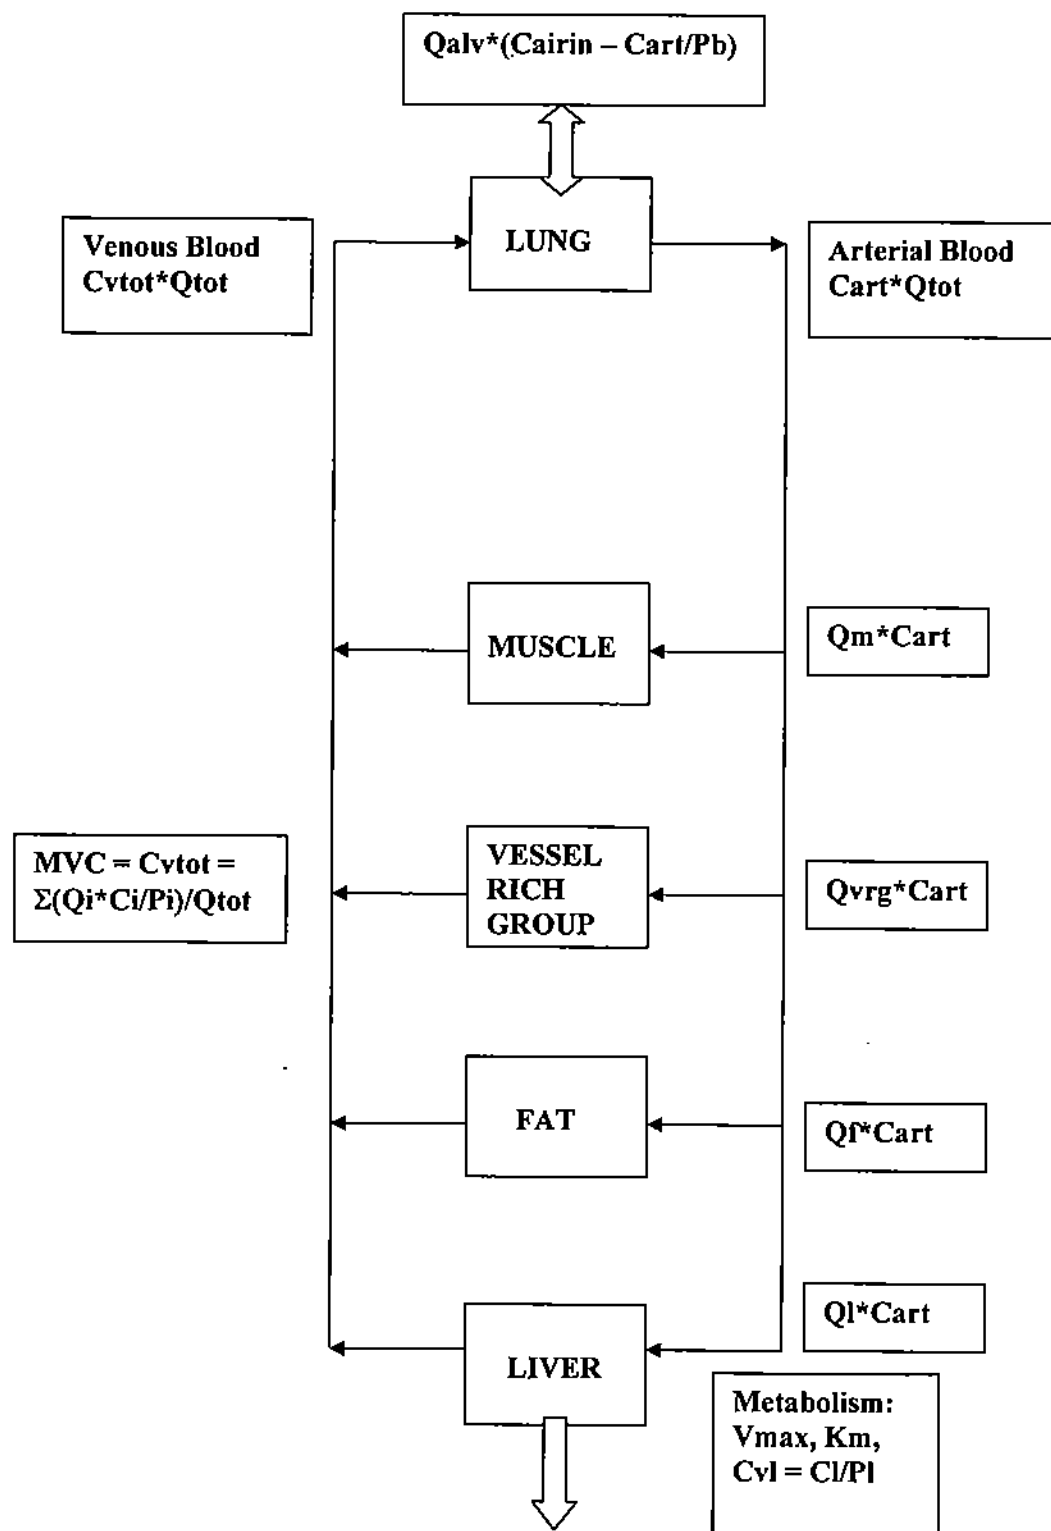 Qalv*(Cairin – Cart/Pb)
LUNG
Venous Blood
Cvtot*Qtot
Arterial Blood
Cart*Qtot
MUSCLE
Qm*Cart
MVC = Cvtot =
Σ(Qi*Ci/Pi)/Qtot
VESSEL
RICH
GROUP
Qvrg*Cart
FAT
Qf*Cart
Ql*Cart
LIVER
Metabolism:
Vmax, Km,
Cvl = Cl/Pl